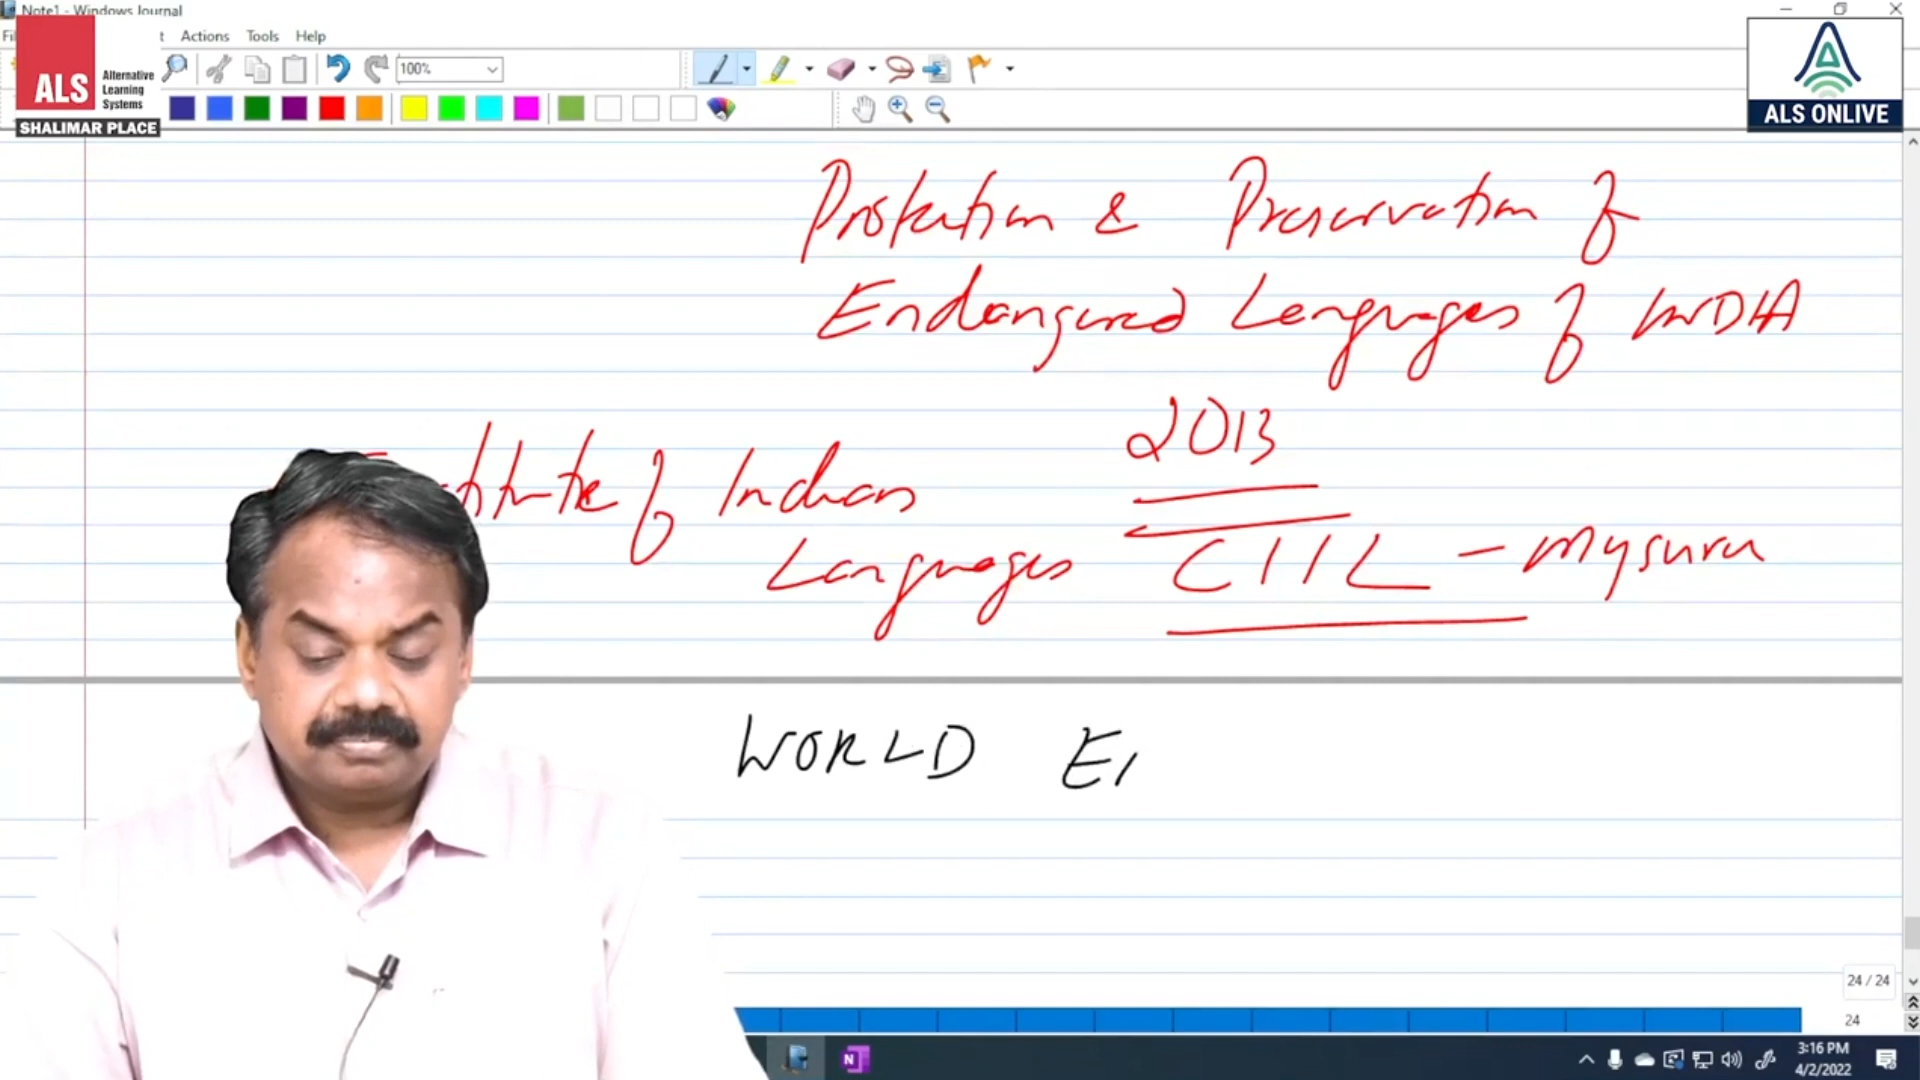 Note1 - Windows Journal
Actions Tools Help
ALS Alternative Learning Systems
SHALIMAR PLACE
100%
ALS ONLIVE
Protection & Preservation of
Endangered Languages of INDIA
2013
Institute of Indian
Languages CIIL - Mysuru
WORLD
24 / 24
24
N
3:16 PM
4/2/2022